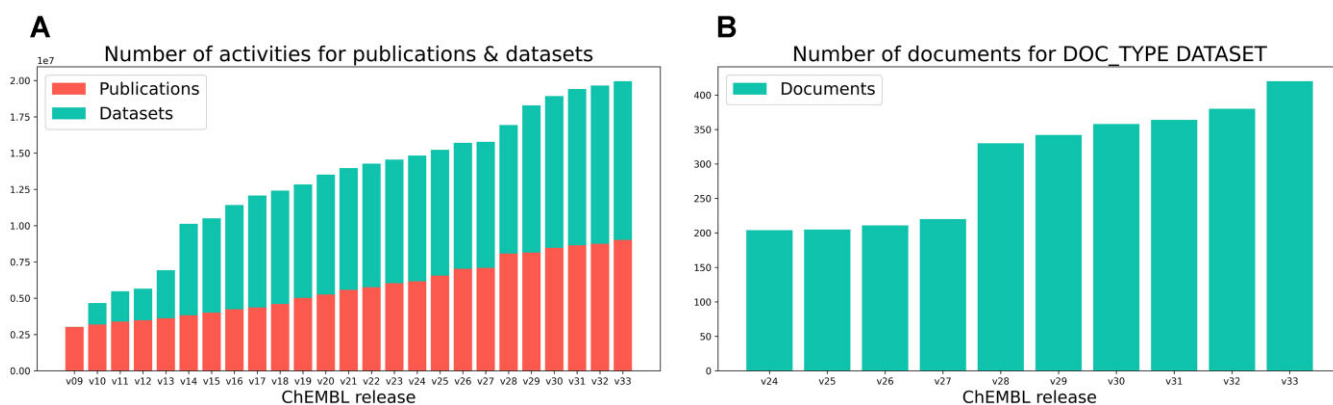 A
Number of activities for publications & datasets
1e7
Publications
Datasets
2.00
1.75
1.50
1.25
1.00
0.75
0.50
0.25
0.00
v09 v10 v11 v12 v13 v14 v15 v16 v17 v18 v19 v20 v21 v22 v23 v24 v25 v26 v27 v28 v29 v30 v31 v32 v33
ChEMBL release
B
Number of documents for DOC_TYPE DATASET
Documents
400
350
300
250
200
150
100
50
0
v24 v25 v26 v27 v28 v29 v30 v31 v32 v33
ChEMBL release